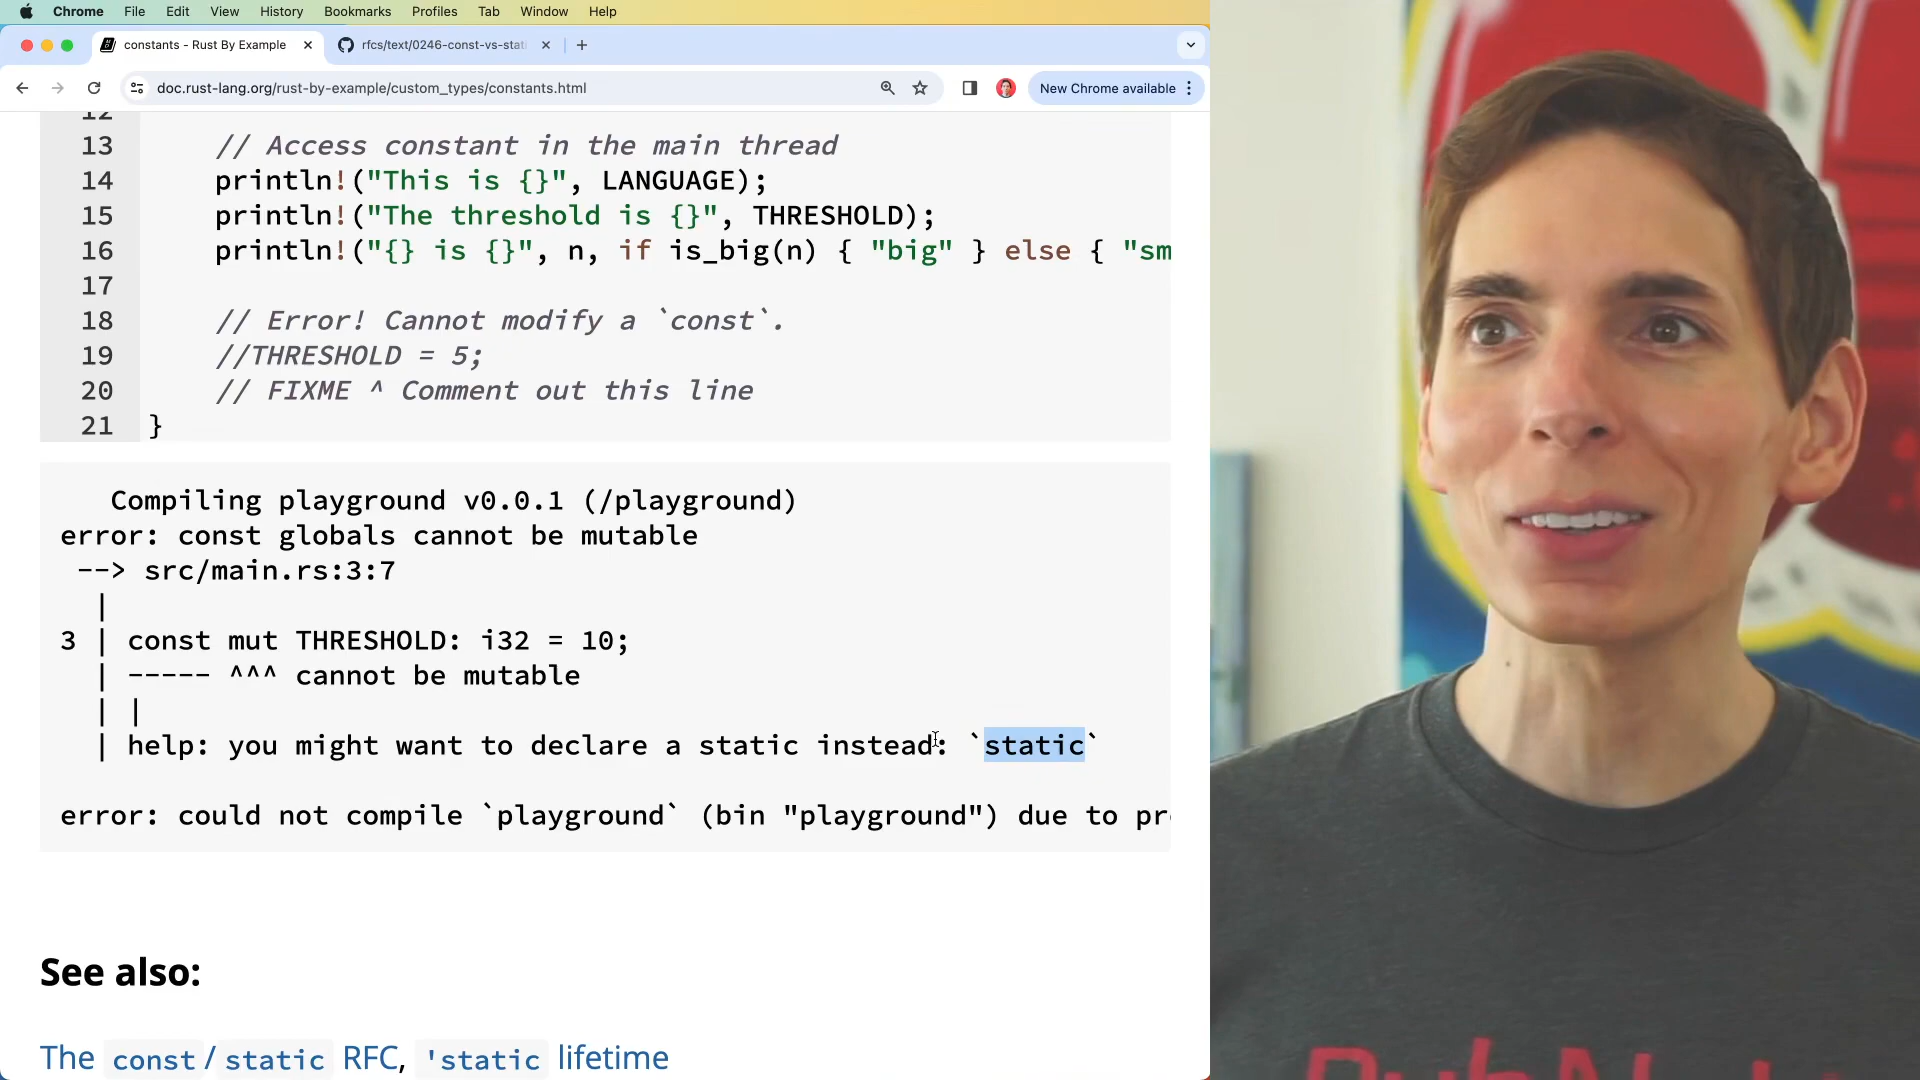 Chrome File Edit View History Bookmarks Profiles Tab Window Help
constants - Rust By Example
rfcs/text/0246-const-vs-stat
doc.rust-lang.org/rust-by-example/custom_types/constants.html
New Chrome available
12
13 // Access constant in the main thread
14 println!("This is {}", LANGUAGE);
15 println!("The threshold is {}", THRESHOLD);
16 println!("{} is {}", n, if is_big(n) { "big" } else { "sm
17
18 // Error! Cannot modify a `const`.
19 //THRESHOLD = 5;
20 // FIXME ^ Comment out this line
21 }
Compiling playground v0.0.1 (/playground)
error: const globals cannot be mutable
--> src/main.rs:3:7
|
3 | const mut THRESHOLD: i32 = 10;
| ----- ^^^ cannot be mutable
| |
| help: you might want to declare a static instead: `static`
error: could not compile `playground` (bin "playground") due to pr
See also:
The const/static RFC, 'static lifetime